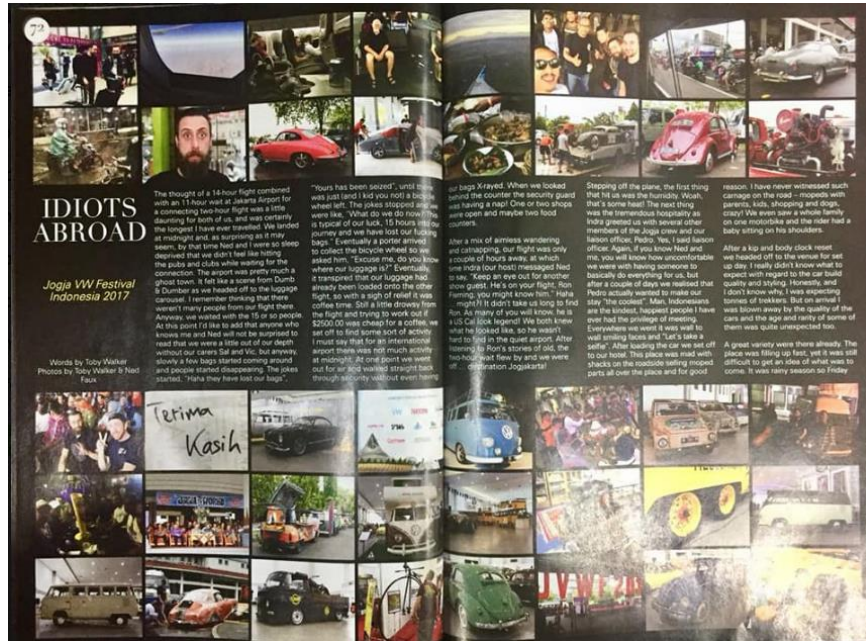 72
IDIOTS
ABROAD
Jogja VW Festival
Indonesia 2017
Words by Toby Walker
Photos by Toby Walker & Ned
Faux
The thought of a 14-hour flight combined
with an 11-hour wait at Jakarta Airport for
a connecting two-hour flight was a little
daunting for both of us, and was certainly
the longest I have ever travelled. We landed
at midnight and, as surprising as it may
seem, by that time Ned and I were so sleep
deprived that we didn't feel like hitting
the pubs and clubs while waiting for the
connection. The airport was pretty much a
ghost town. It felt like a scene from Dumb
& Dumber as we headed off to the luggage
carousel. I remember thinking that there
weren't many people from our flight there.
Anyway, we waited with the 15 or so people.
At this point I'd like to add that anyone who
knows me and Ned will not be surprised to
read that we were a little out of our depth
without our carers Sal and Vic, but anyway,
slowly a few bags started coming around
and people started disappearing. The jokes
started, "Haha they have lost our bags".
"Yours has been seized", until there
was just (and I kid you not) a bicycle
wheel left. The jokes stopped and we
were like, "What do we do now? This
is typical of our luck, 15 hours into our
journey and we have lost our fucking
bags." Eventually a porter arrived
to collect the bicycle wheel so we
asked him, "Excuse me, do you know
where our luggage is?" Eventually,
it transpired that our luggage had
already been loaded onto the other
flight, so with a sigh of relief it was
coffee time. Still a little drowsy from
the flight and trying to work out if
52500.00 was cheap for a coffee, we
set off to find some sort of activity.
I must say that for an international
airport there was not much activity
at midnight. At one point we went
out for air and walked straight back
through security without even having
our bags X-rayed. When we looked
behind the counter the security guard
was having a nap! One or two shops
were open and maybe two food
counters.
After a mix of aimless wandering
and catnapping, our flight was only
a couple of hours away, at which
time Indra (our host) messaged Ned
to say, "Keep an eye out for another
show guest. He's on your flight, Ron
Fleming, you might know him." Haha
... might?! It didn't take us long to find
Ron. As many of you will know, he is
a US Cal look legend! We both knew
what he looked like, so he wasn't
hard to find in the quiet airport. After
listening to Ron's stories of old, the
two-hour wait flew by and we were
off ... destination Jogjakarta!
Stepping off the plane, the first thing
that hit us was the humidity. Woah,
that's some heat! The next thing
was the tremendous hospitality as
Indra greeted us with several other
members of the Jogja crew and our
liaison officer, Pedro. Yes, I said liaison
officer. Again, if you know Ned and
me, you will know how uncomfortable
we were with having someone to
basically do everything for us, but
after a couple of days we realised that
Pedro actually wanted to make our
stay "the coolest". Man, Indonesians
are the kindest, happiest people I have
ever had the privilege of meeting.
Everywhere we went it was wall to
wall smiling faces and "Let's take a
selfie". After loading the car we set off
to our hotel. This place was mad with
shacks on the roadside selling moped
parts all over the place and for good
reason. I have never witnessed such
carnage on the road – mopeds with
parents, kids, shopping and dogs,
crazy! We even saw a whole family
on one motorbike and the rider had a
baby sitting on his shoulders.
After a kip and body clock reset
we headed off to the venue for set
up day. I really didn't know what to
expect with regard to the car build
quality and styling. Honestly, and
I don't know why, I was expecting
tonnes of trekkers. But on arrival I
was blown away by the quality of the
cars and the age and rarity of some of
them was quite unexpected too.
A great variety were there already. The
place was filling up fast, yet it was still
difficult to get an idea of what was to
come. It was rainy season so Friday
Terima
Kasih